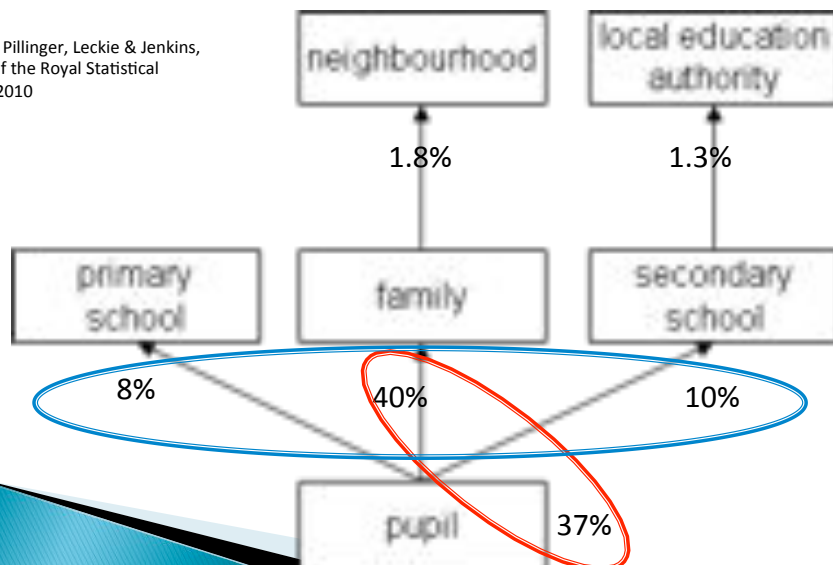 Pillinger, Leckie & Jenkins,
f the Royal Statistical
2010
neighbourhood
local education
authority
1.8%
1.3%
primary
school
family
secondary
school
8%
40%
10%
pupil
37%